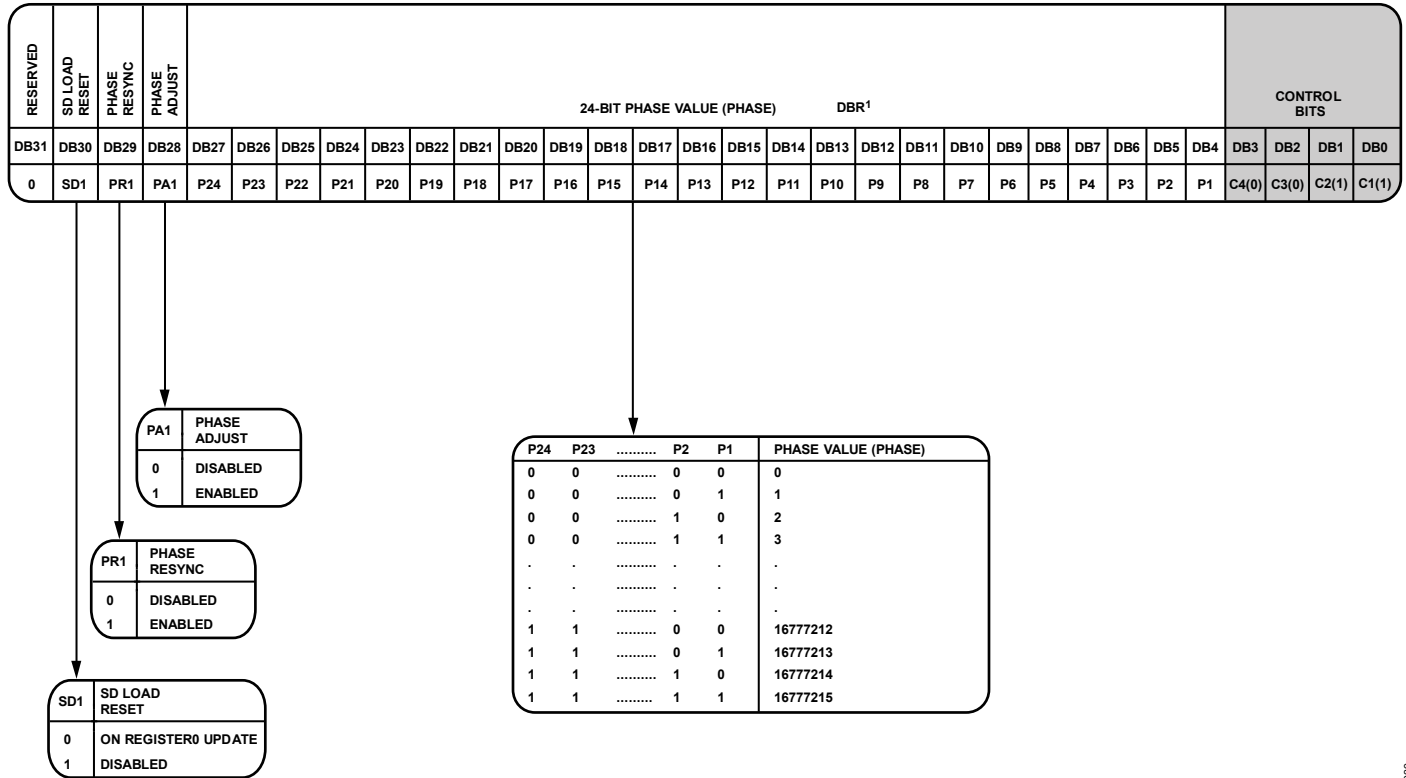 RESERVED
SD LOAD
RESET
PHASE
RESYNC
PHASE
ADJUST
24-BIT PHASE VALUE (PHASE) DBR1
CONTROL
BITS
DB31 DB30 DB29 DB28 DB27 DB26 DB25 DB24 DB23 DB22 DB21 DB20 DB19 DB18 DB17 DB16 DB15 DB14 DB13 DB12 DB11 DB10 DB9 DB8 DB7 DB6 DB5 DB4 DB3 DB2 DB1 DB0
0 SD1 PR1 PA1 P24 P23 P22 P21 P20 P19 P18 P17 P16 P15 P14 P13 P12 P11 P10 P9 P8 P7 P6 P5 P4 P3 P2 P1 C4(0) C3(0) C2(1) C1(1)
PA1 PHASE
ADJUST
0 DISABLED
1 ENABLED
PR1 PHASE
RESYNC
0 DISABLED
1 ENABLED
SD1 SD LOAD
RESET
0 ON REGISTER0 UPDATE
1 DISABLED
P24 P23 .......... P2 P1 PHASE VALUE (PHASE)
0 0 .......... 0 0 0
0 0 .......... 0 1 1
0 0 .......... 1 0 2
0 0 .......... 1 1 3
. . .......... . . .
. . .......... . . .
. . .......... . . .
1 1 .......... 0 0 16777212
1 1 .......... 0 1 16777213
1 1 .......... 1 0 16777214
1 1 ......... 1 1 16777215